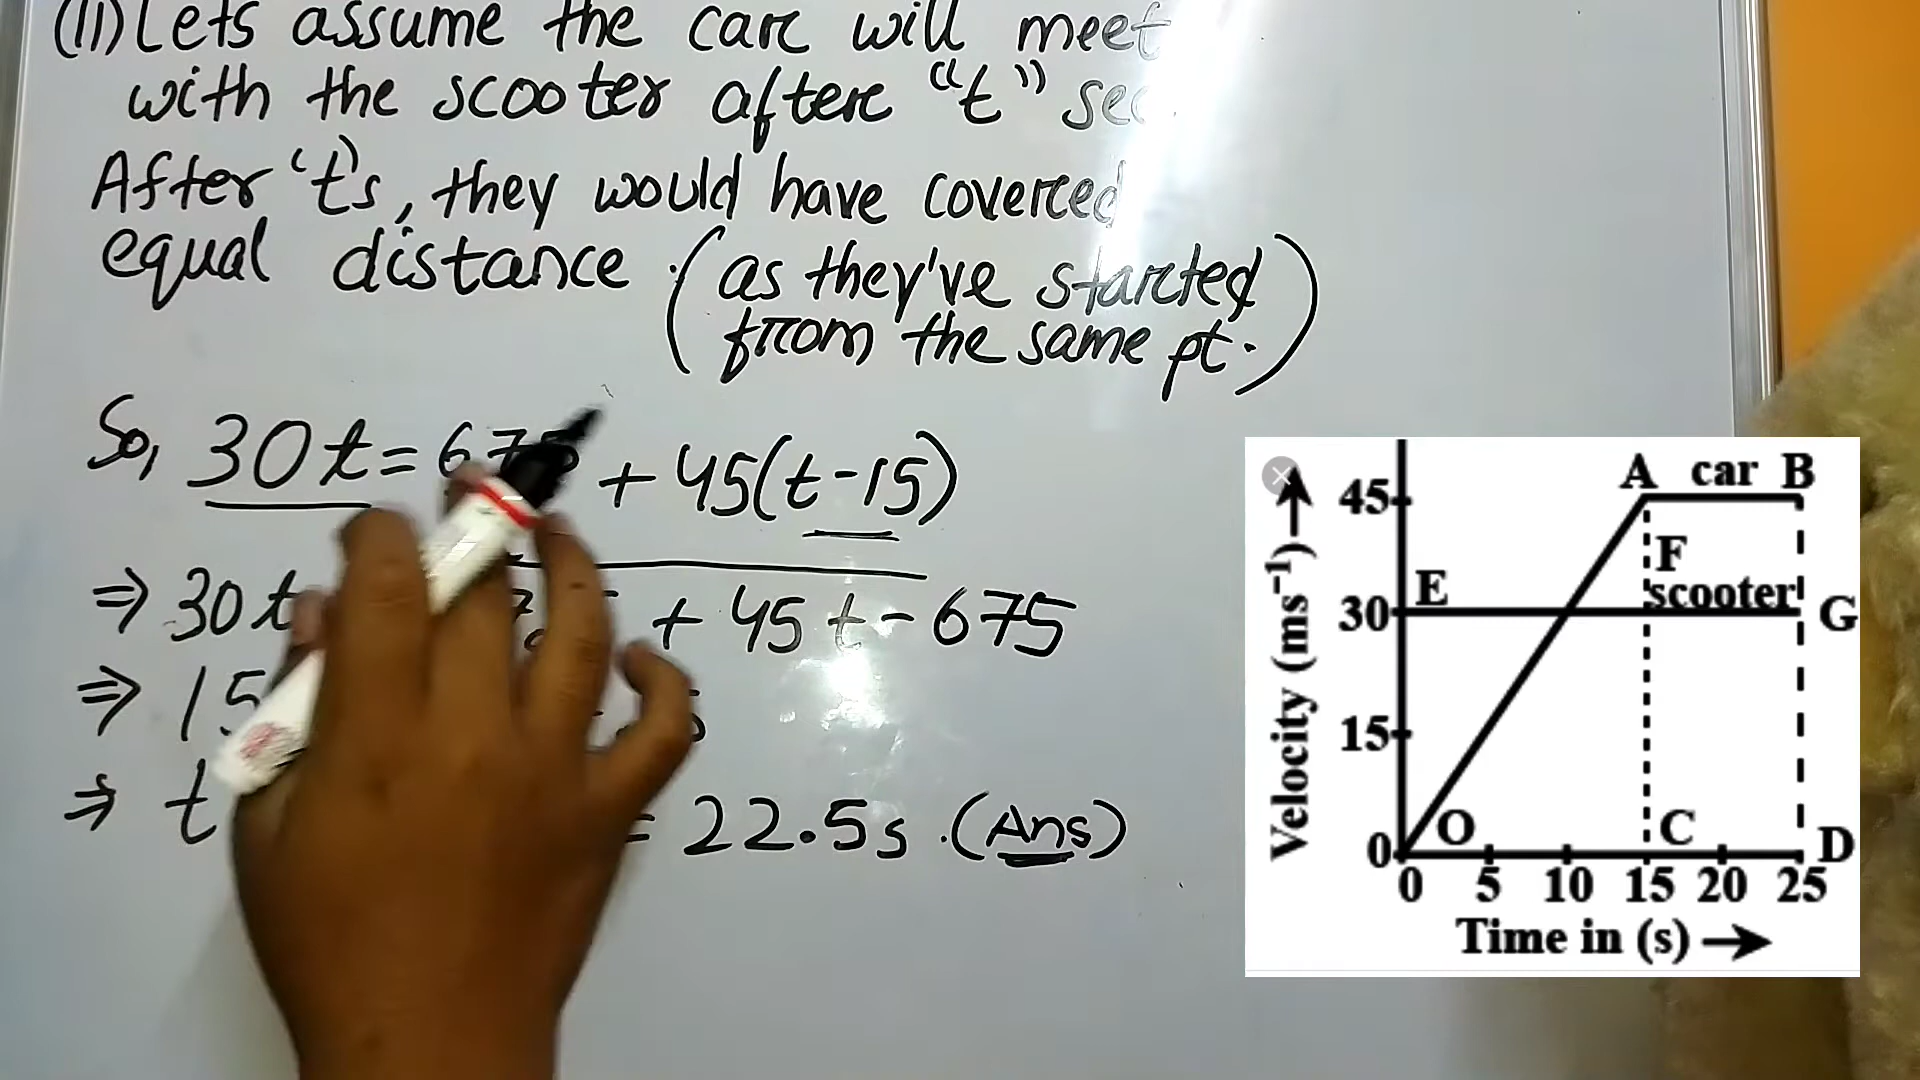 (II) Lets assume the car will meet
with the scooter after "t" sec
After 't's, they would have covered
equal distance. (as they've started
from the same pt.)
So, 30t = 675 + 45(t-15)
⇒ 30t + 45t - 675
⇒ 15
⇒ t = 22.5s. (Ans)
A car B
45
F
E scooter
30 G
Velocity (ms⁻¹)→
15
O C D
0
0 5 10 15 20 25
Time in (s) →